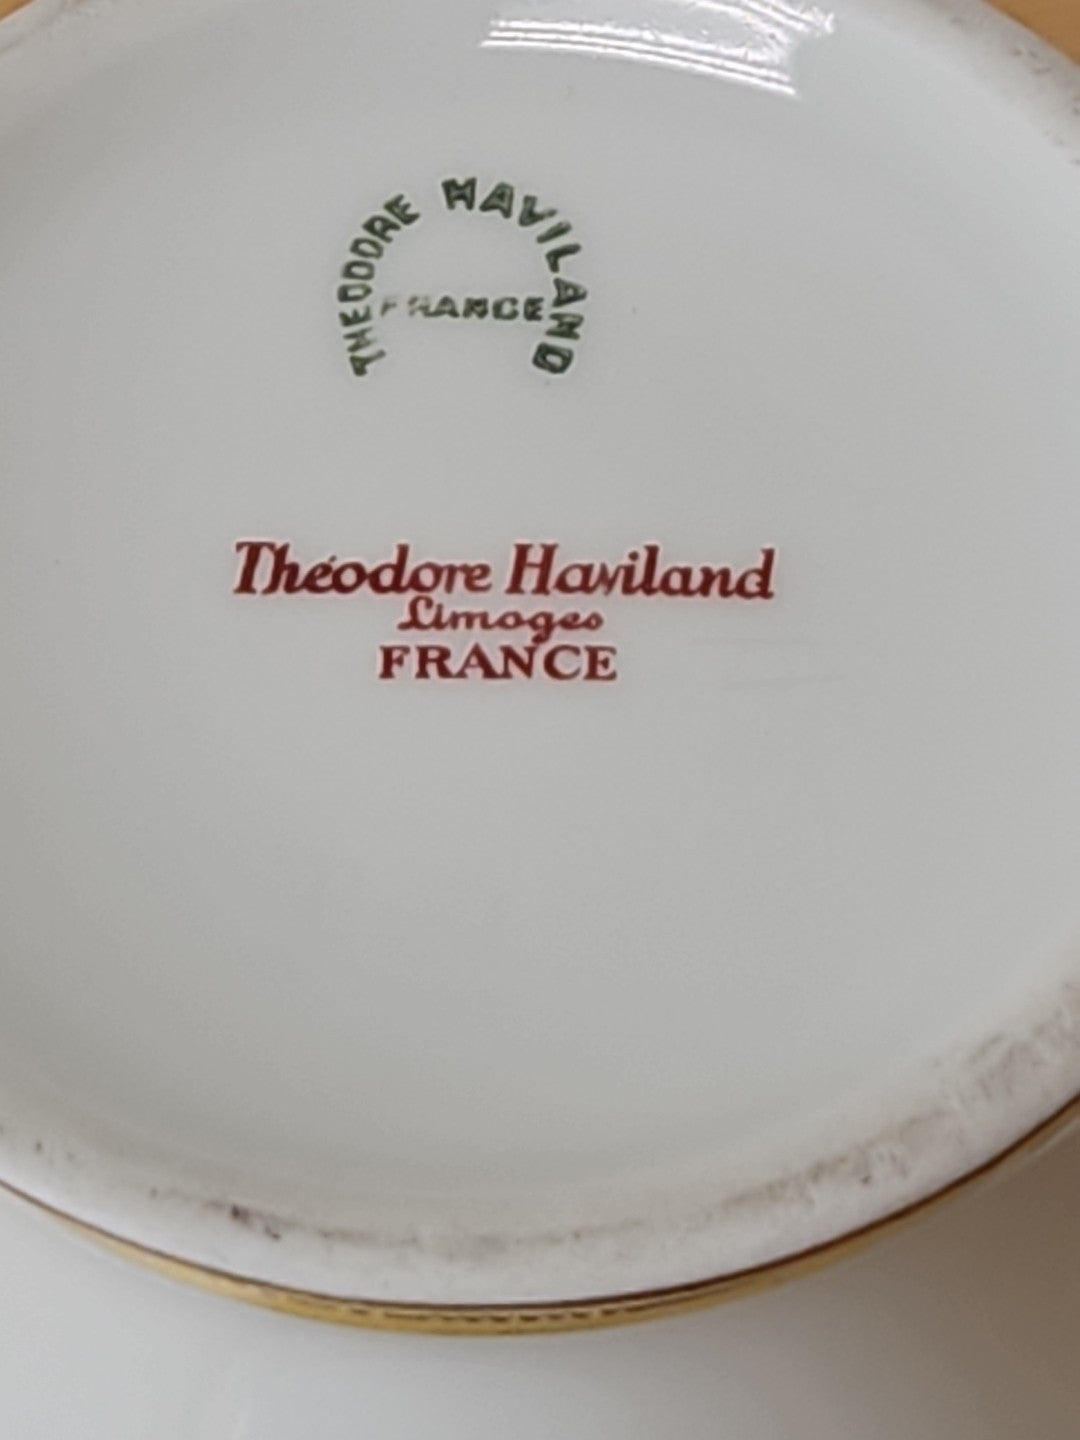 THEODORE HAVILAND
FRANCE
Théodore Haviland
Limoges
FRANCE